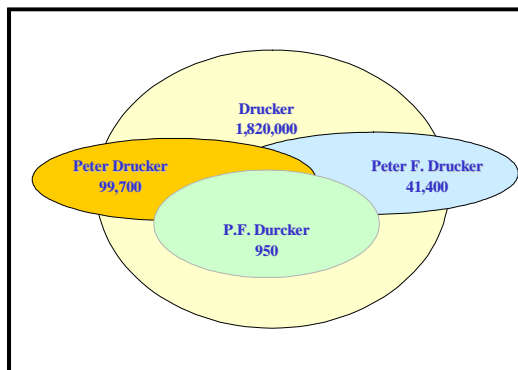 Drucker
1,820,000
Peter Drucker
99,700
Peter F. Drucker
41,400
P.F. Durcker
950